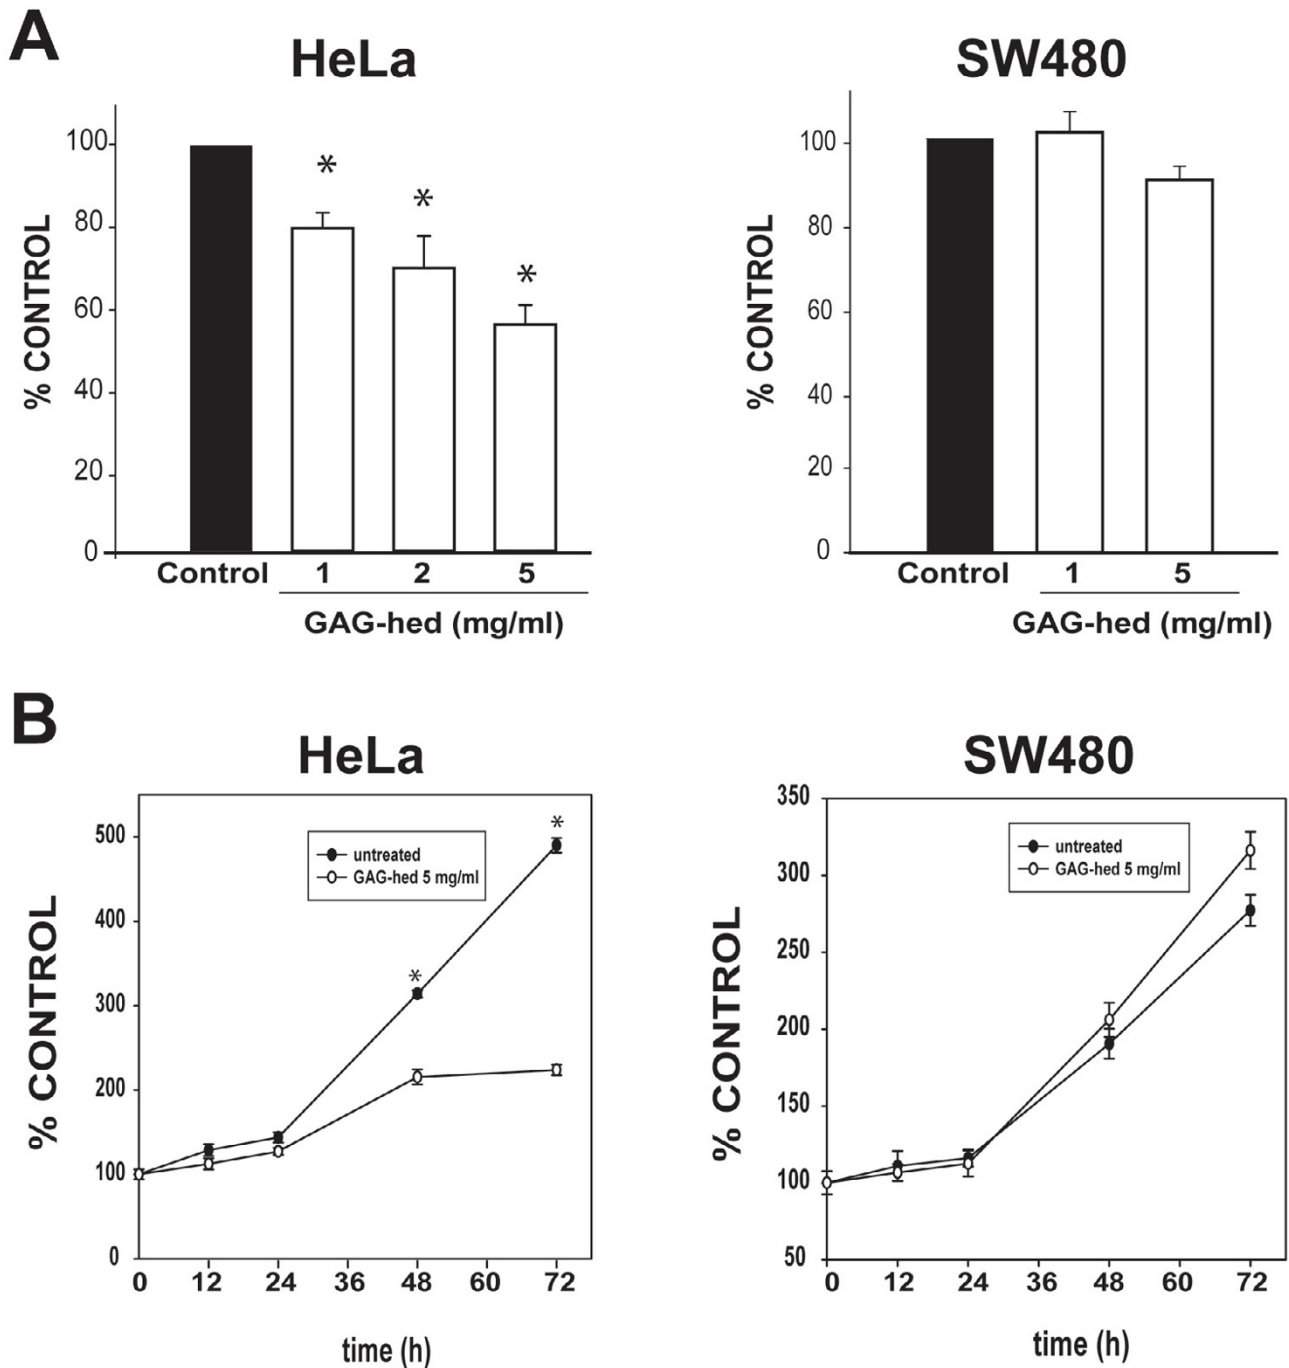 A
HeLa
SW480
% CONTROL
100
80
60
40
20
0
*
*
*
Control 1 2 5
GAG-hed (mg/ml)
% CONTROL
100
80
60
40
20
0
Control 1 5
GAG-hed (mg/ml)
B
HeLa
SW480
% CONTROL
500
400
300
200
100
0
untreated
GAG-hed 5 mg/ml
*
*
0 12 24 36 48 60 72
time (h)
% CONTROL
350
300
250
200
150
100
50
untreated
GAG-hed 5 mg/ml
0 12 24 36 48 60 72
time (h)